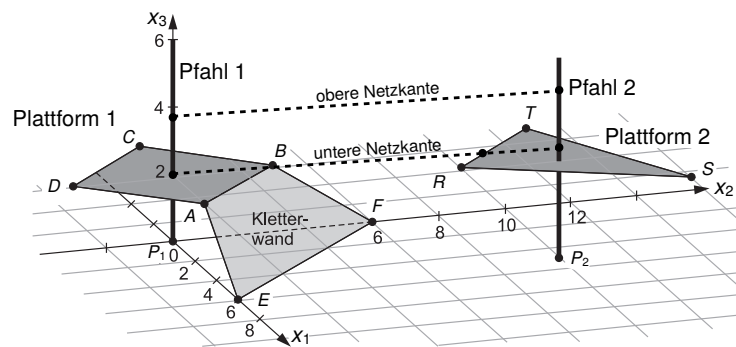 x₃
6
Pfahl 1
obere Netzkante
Pfahl 2
Plattform 1
4
T
Plattform 2
C
B
untere Netzkante
D
2
R
S
x₂
A
Kletter-
wand
F
6
8
10
12
P₁
0
2
P₂
4
E
6
8
x₁